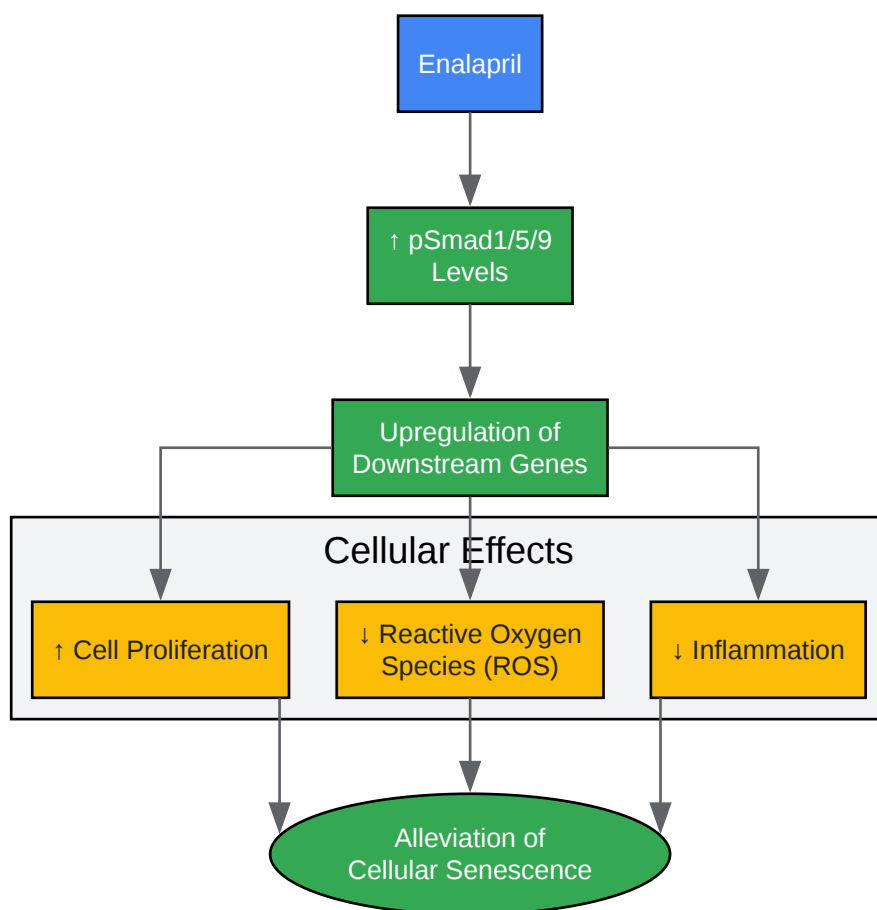 Enalapril
↑ pSmad1/5/9
Levels
Upregulation of
Downstream Genes
Cellular Effects
↑ Cell Proliferation
↓ Reactive Oxygen
Species (ROS)
↓ Inflammation
Alleviation of
Cellular Senescence